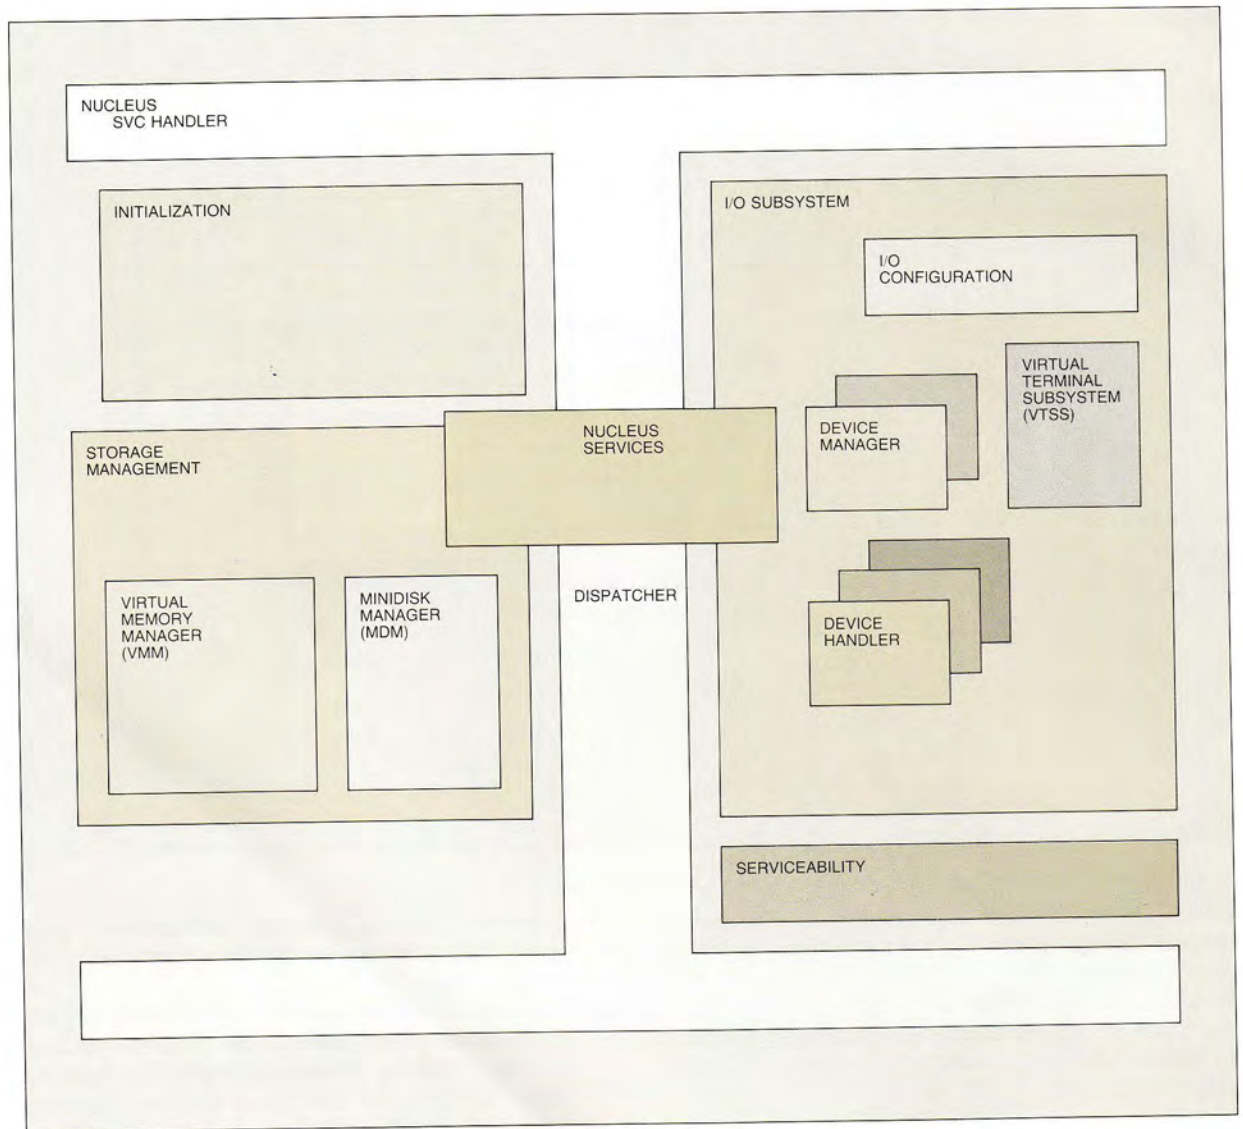 NUCLEUS
SVC HANDLER
INITIALIZATION
STORAGE
MANAGEMENT
VIRTUAL
MEMORY
MANAGER
(VMM)
MINIDISK
MANAGER
(MDM)
NUCLEUS
SERVICES
DISPATCHER
I/O SUBSYSTEM
I/O
CONFIGURATION
VIRTUAL
TERMINAL
SUBSYSTEM
(VTSS)
DEVICE
MANAGER
DEVICE
HANDLER
SERVICEABILITY